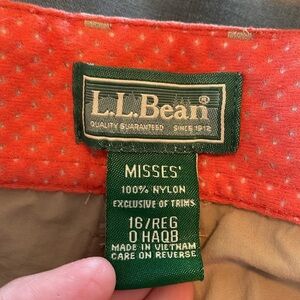 L.L.Bean®
QUALITY GUARANTEED SINCE 1912
MISSES'
100% NYLON
EXCLUSIVE OF TRIMS
16/REG
0 HAQB
MADE IN VIETNAM
CARE ON REVERSE